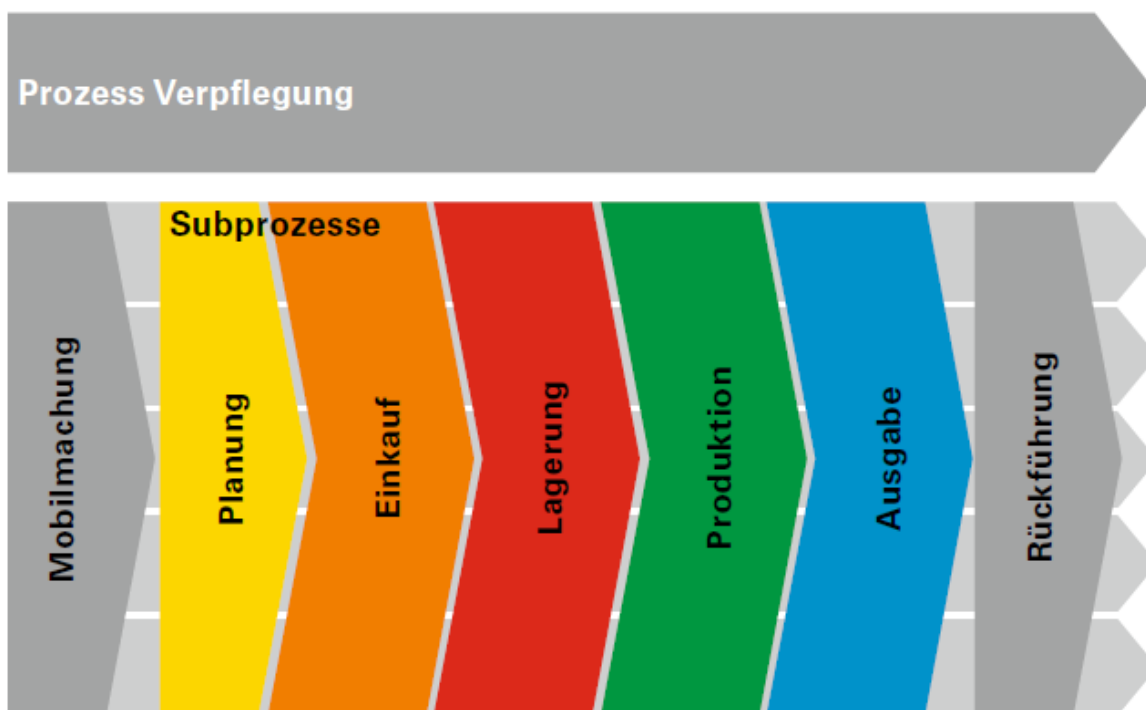 Prozess Verpflegung
Subprozesse
Mobilmachung
Planung
Einkauf
Lagerung
Produktion
Ausgabe
Rückführung